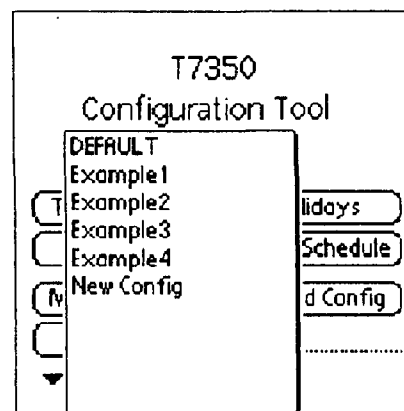 T7350
Configuration Tool
DEFAULT
Example1
Example2
lidays
Example3
Example4
Schedule
New Config
d Config